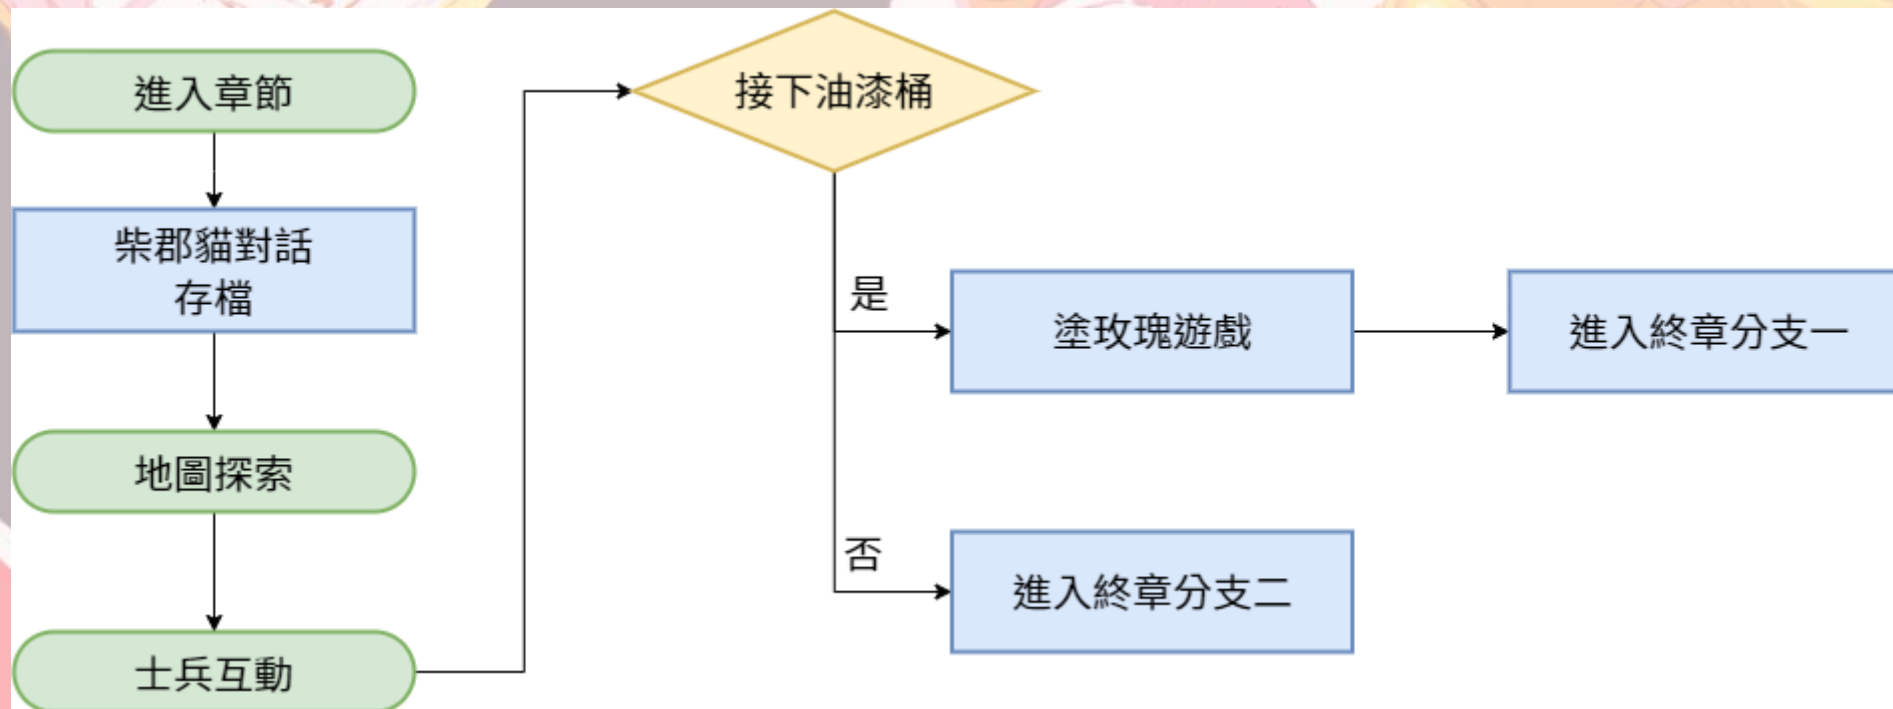 進入章節
柴郡貓對話
存檔
地圖探索
士兵互動
接下油漆桶
是
塗玫瑰遊戲
進入終章分支一
否
進入終章分支二